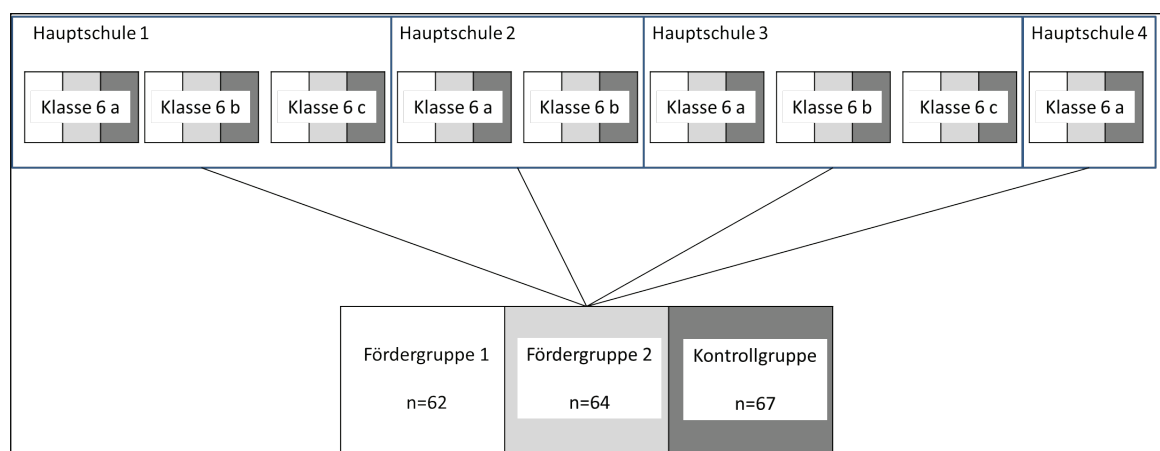 Hauptschule 1
Hauptschule 2
Hauptschule 3
Hauptschule 4
Klasse 6 a
Klasse 6 b
Klasse 6 c
Klasse 6 a
Klasse 6 b
Klasse 6 a
Klasse 6 b
Klasse 6 c
Klasse 6 a
Fördergruppe 1
n=62
Fördergruppe 2
n=64
Kontrollgruppe
n=67